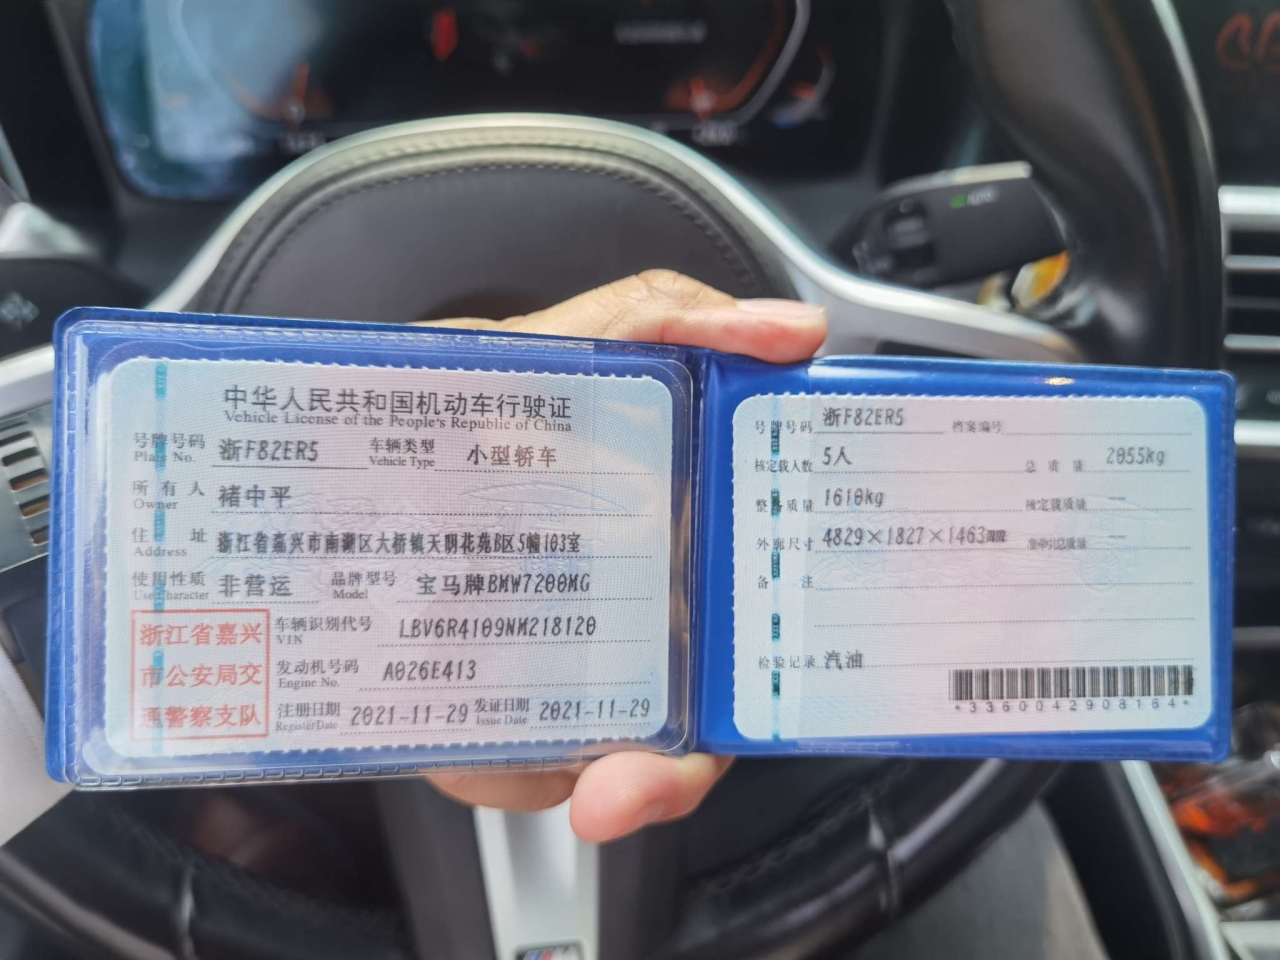 中华人民共和国机动车行驶证
Vehicle License of the People's Republic of China
号牌号码 浙F82ER5 车辆类型 小型轿车
Plate No. Vehicle Type
所有人 褚中平
Owner
住址 浙江省嘉兴市南湖区大桥镇天明花苑B区5幢103室
Address
使用性质 非营运 品牌型号 宝马牌BMW7200MG
Use Character Model
浙江省嘉兴
市公安局交
通警察支队
车辆识别代号 LBV6R4109NM218120
VIN
发动机号码 A026E413
Engine No.
注册日期 2021-11-29 发证日期 2021-11-29
Register Date Issue Date
号牌号码 浙F82ER5 档案编号
核定载人数 5人 总质量 2055kg
整备质量 1610kg 核定载质量 --
外廓尺寸 4829×1827×1463mm 准牵引总质量 --
备注
检验记录 汽油
*3360042908164*
AUTO